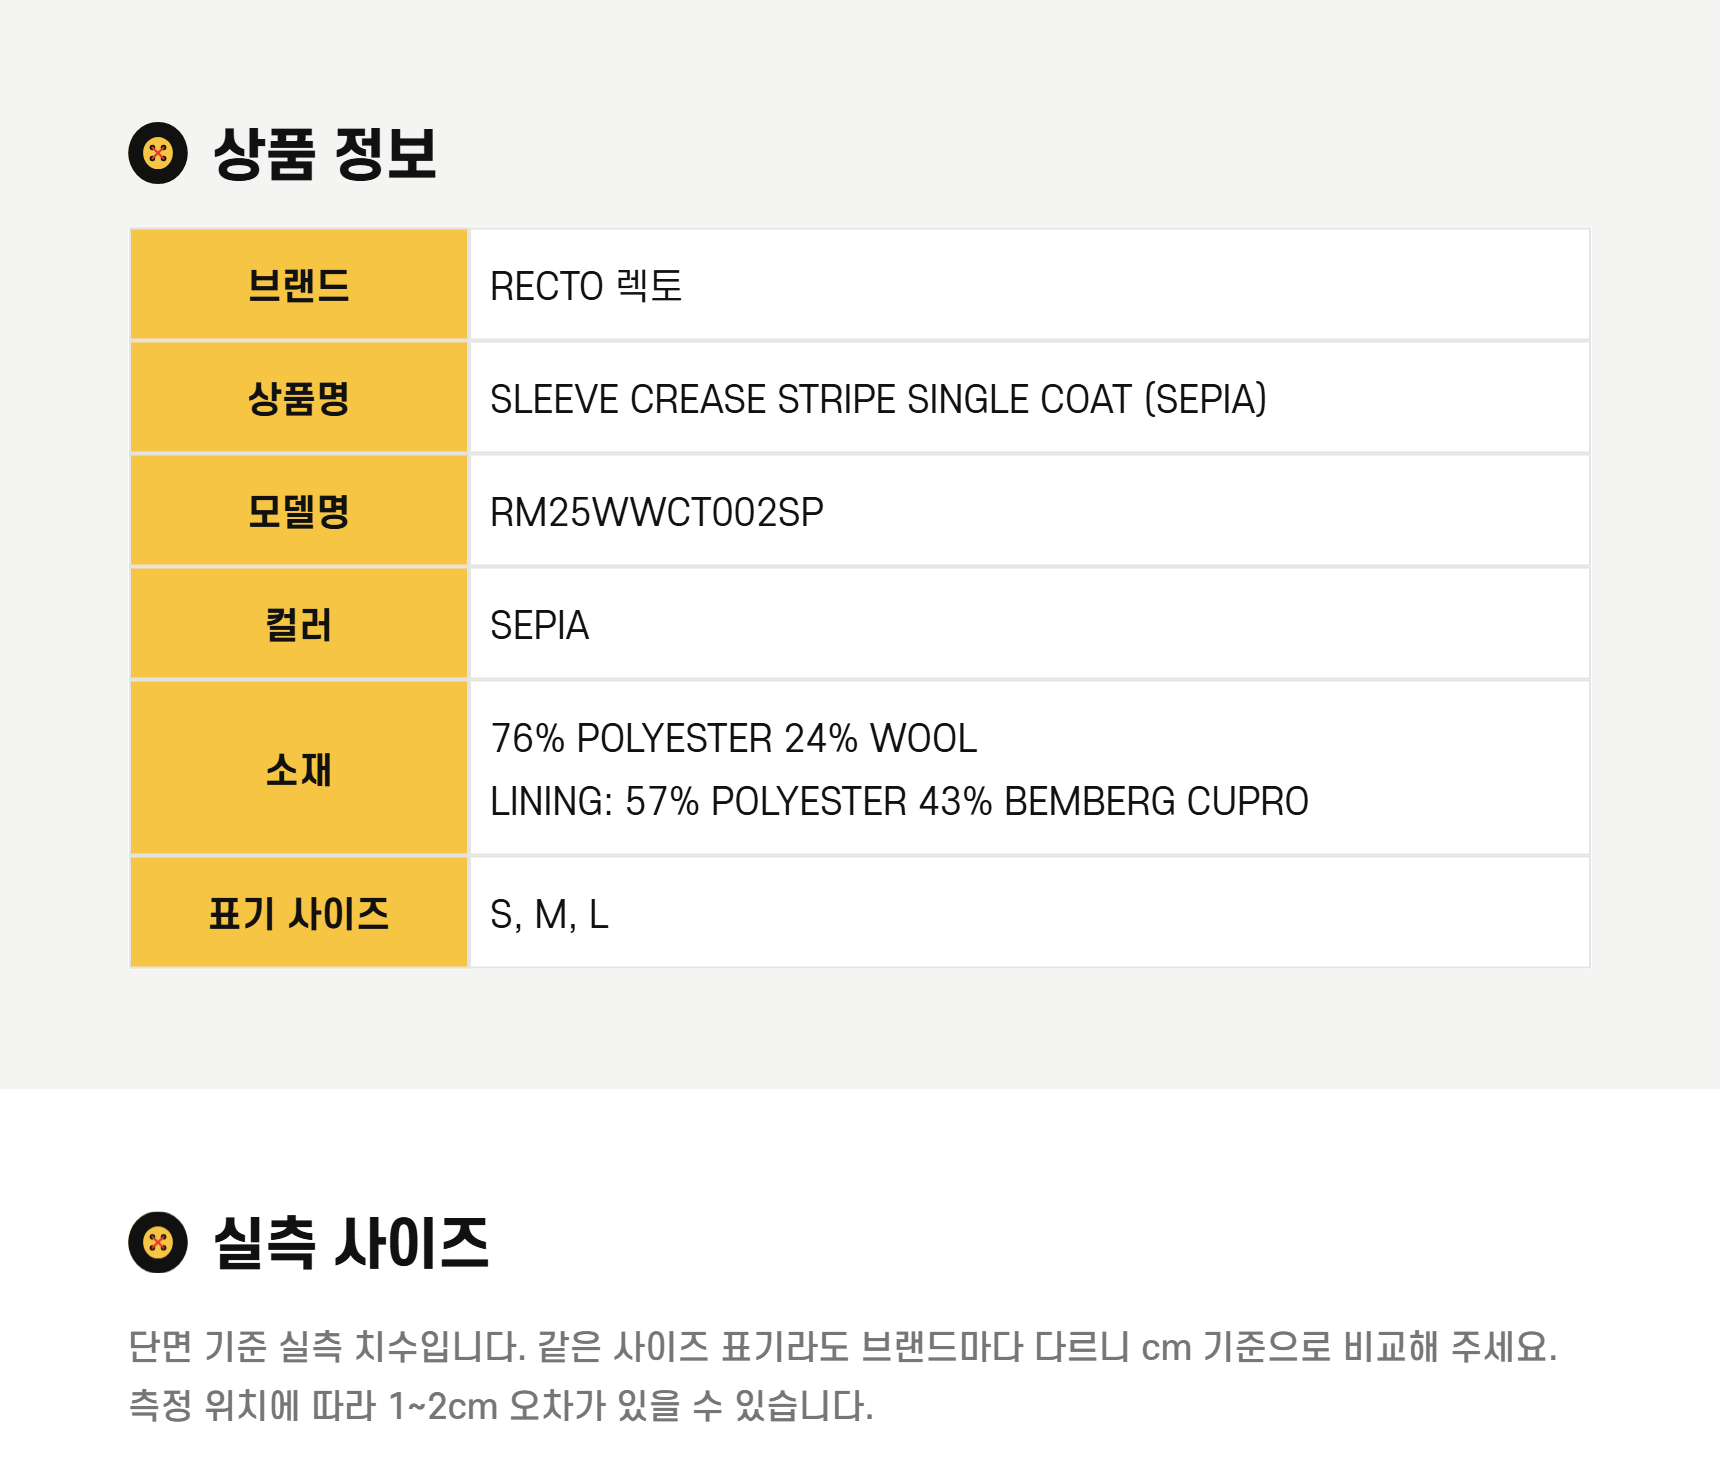 상품 정보
브랜드
RECTO 렉토
상품명
SLEEVE CREASE STRIPE SINGLE COAT (SEPIA)
모델명
RM25WWCT002SP
컬러
SEPIA
소재
76% POLYESTER 24% WOOL
LINING: 57% POLYESTER 43% BEMBERG CUPRO
표기 사이즈
S, M, L
실측 사이즈
단면 기준 실측 치수입니다. 같은 사이즈 표기라도 브랜드마다 다르니 cm 기준으로 비교해 주세요.
측정 위치에 따라 1~2cm 오차가 있을 수 있습니다.